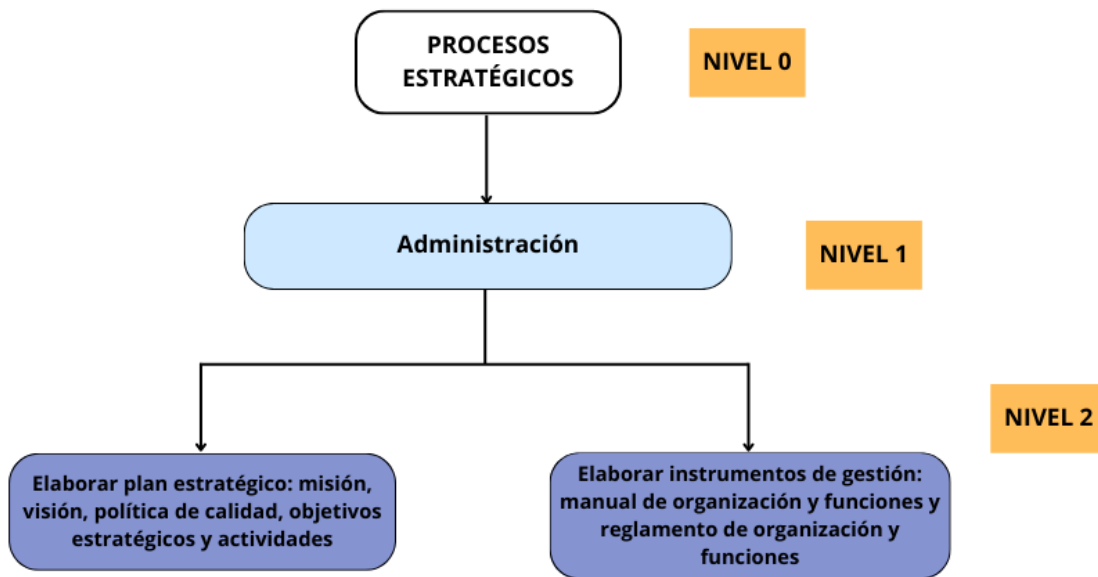 PROCESOS
ESTRATÉGICOS
NIVEL 0
Administración
NIVEL 1
NIVEL 2
Elaborar plan estratégico: misión,
visión, política de calidad, objetivos
estratégicos y actividades
Elaborar instrumentos de gestión:
manual de organización y funciones y
reglamento de organización y
funciones